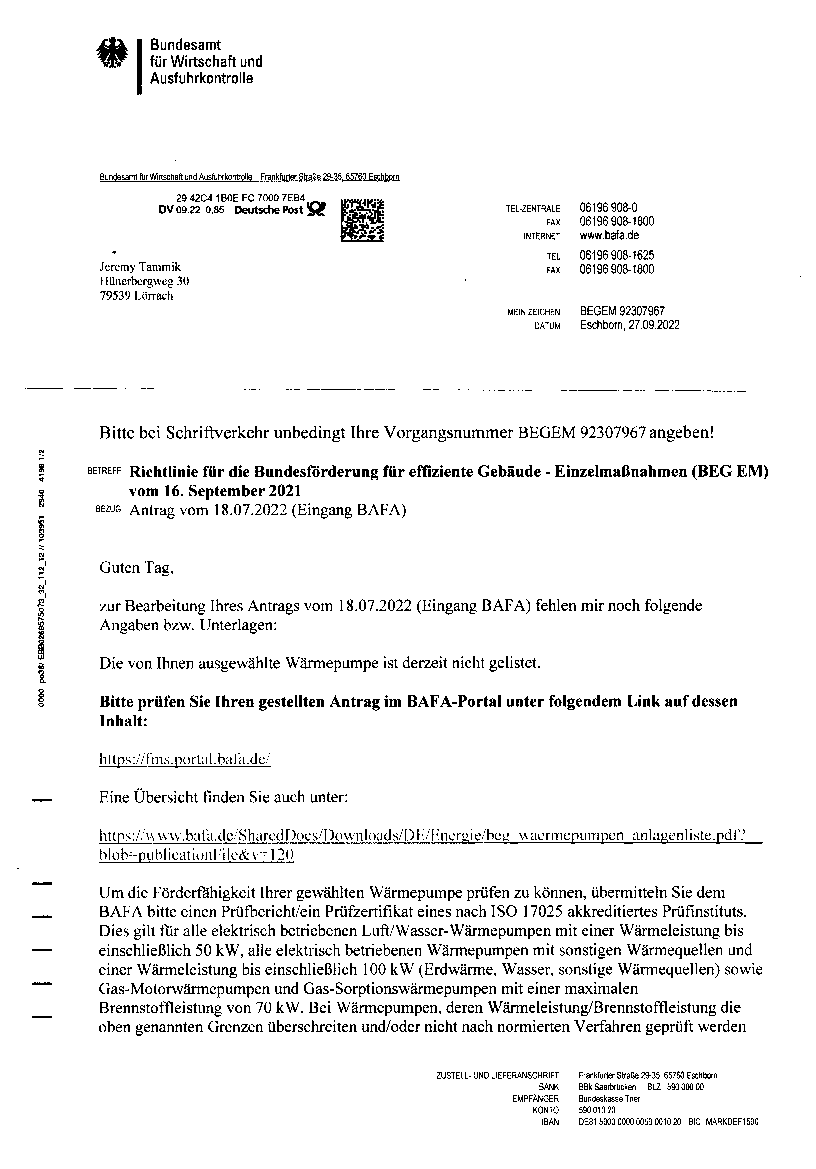 Bundesamt
für Wirtschaft und
Ausfuhrkontrolle
Bundesamt für Wirtschaft und Ausfuhrkontrolle Frankfurter Straße 29-35, 65760 Eschborn
29 42C4 1B0E FC 7000 7EB4
DV 09.22 0,85 Deutsche Post
TEL-ZENTRALE 06196 908-0
FAX 06196 908-1800
INTERNET www.bafa.de
TEL 06196 908-1625
FAX 06196 908-1800
Jeremy Tammik
Hünerbergweg 30
79539 Lörrach
MEIN ZEICHEN BEGEM 92307967
DATUM Eschborn, 27.09.2022
Bitte bei Schriftverkehr unbedingt Ihre Vorgangsnummer BEGEM 92307967 angeben!
BETREFF Richtlinie für die Bundesförderung für effiziente Gebäude - Einzelmaßnahmen (BEG EM)
vom 16. September 2021
BEZUG Antrag vom 18.07.2022 (Eingang BAFA)
Guten Tag,
zur Bearbeitung Ihres Antrags vom 18.07.2022 (Eingang BAFA) fehlen mir noch folgende
Angaben bzw. Unterlagen:
Die von Ihnen ausgewählte Wärmepumpe ist derzeit nicht gelistet.
Bitte prüfen Sie Ihren gestellten Antrag im BAFA-Portal unter folgendem Link auf dessen
Inhalt:
https://fms.portal.bafa.de/
Eine Übersicht finden Sie auch unter:
https://www.bafa.de/SharedDocs/Downloads/DE/Energie/beg_waermepumpen_anlagenliste.pdf?__
blob=publicationFile&v=120
Um die Förderfähigkeit Ihrer gewählten Wärmepumpe prüfen zu können, übermitteln Sie dem
BAFA bitte einen Prüfbericht/ein Prüfzertifikat eines nach ISO 17025 akkreditiertes Prüfinstituts.
Dies gilt für alle elektrisch betriebenen Luft/Wasser-Wärmepumpen mit einer Wärmeleistung bis
einschließlich 50 kW, alle elektrisch betriebenen Wärmepumpen mit sonstigen Wärmequellen und
einer Wärmeleistung bis einschließlich 100 kW (Erdwärme, Wasser, sonstige Wärmequellen) sowie
Gas-Motorwärmepumpen und Gas-Sorptionswärmepumpen mit einer maximalen
Brennstoffleistung von 70 kW. Bei Wärmepumpen, deren Wärmeleistung/Brennstoffleistung die
oben genannten Grenzen überschreiten und/oder nicht nach normierten Verfahren geprüft werden
ZUSTELL- UND LIEFERANSCHRIFT Frankfurter Straße 29-35 65760 Eschborn
BANK BBk Saarbrücken BLZ 590 000 00
EMPFÄNGER Bundeskasse Trier
KONTO 590 010 20
IBAN DE81 5900 0000 0059 0010 20 BIC MARKDEF1590